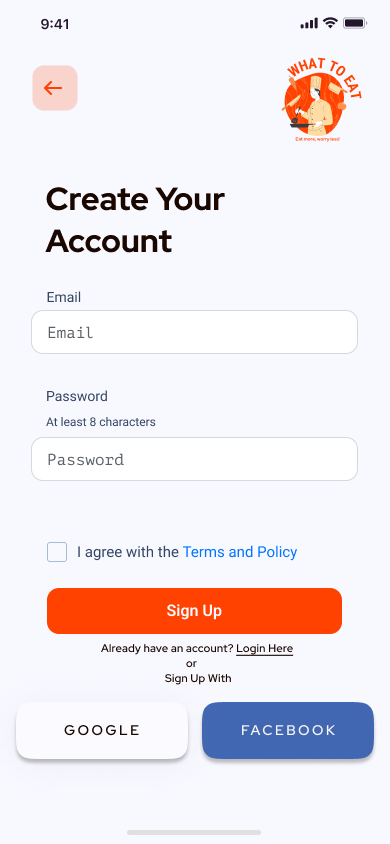 9:41
WHAT TO EAT
Eat more, worry less!
Create Your
Account
Email
Email
Password
At least 8 characters
Password
I agree with the Terms and Policy
Sign Up
Already have an account? Login Here
or
Sign Up With
GOOGLE
FACEBOOK